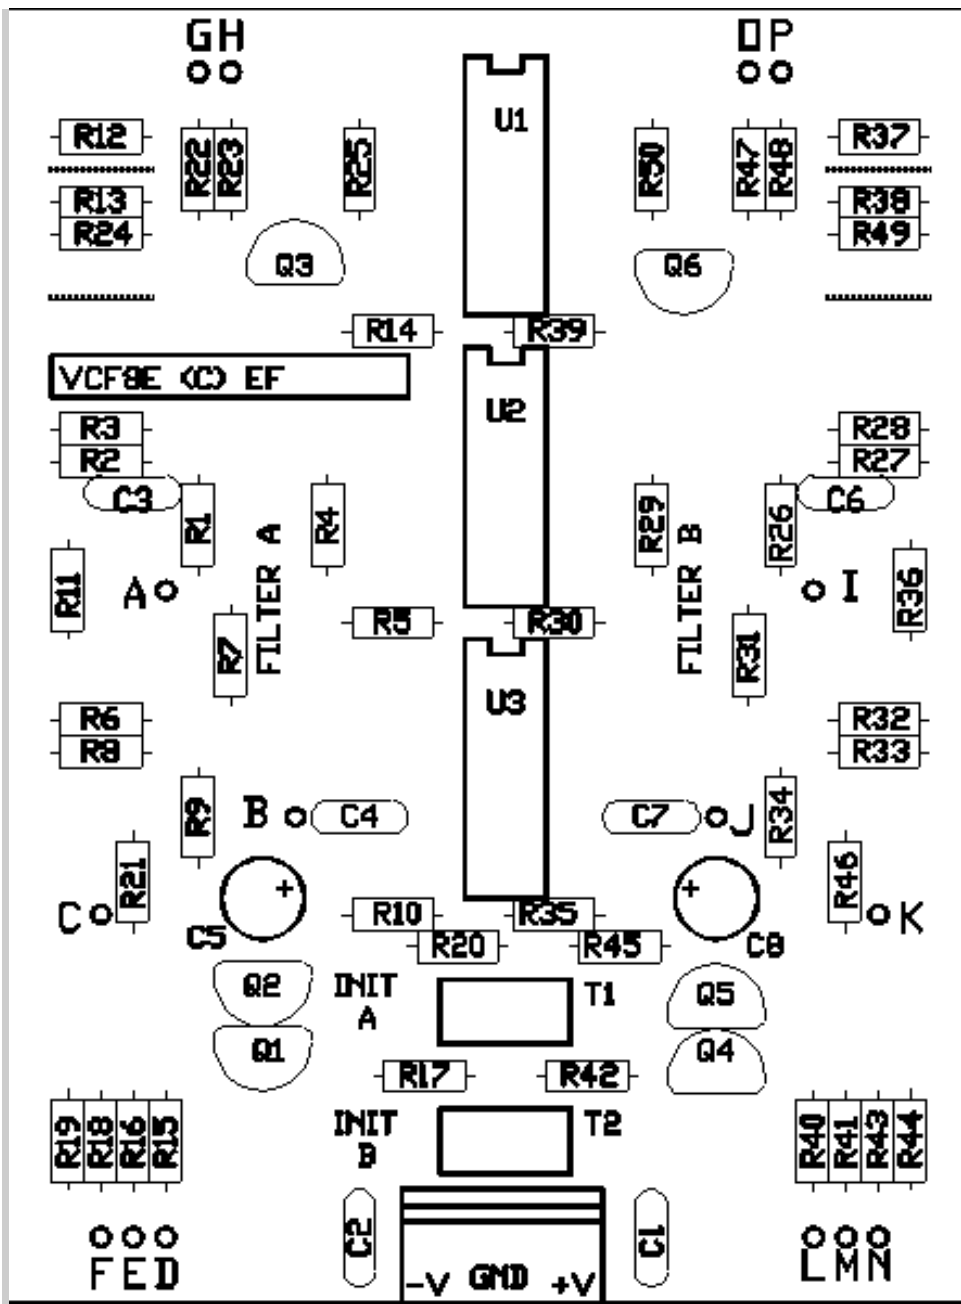 G H
O P
U1
R12
R22
R23
R25
R50
R47
R48
R37
R13
R24
R38
R49
Q3
Q6
R14
R39
VCF8E (C) EF
U2
R3
R2
C3
R1
R4
FILTER A
R29
FILTER B
R26
R28
R27
C6
R11
A
I
R36
R5
R30
R7
R31
U3
R6
R8
R32
R33
R9
B
C4
C7
J
R34
R21
R46
C
K
C5
C8
R10
R35
R20
R45
Q2
INIT
A
T1
Q5
Q1
Q4
R17
R42
INIT
B
T2
R19
R18
R16
R15
R40
R41
R43
R44
C2
C1
F E D
-V GND +V
L M N